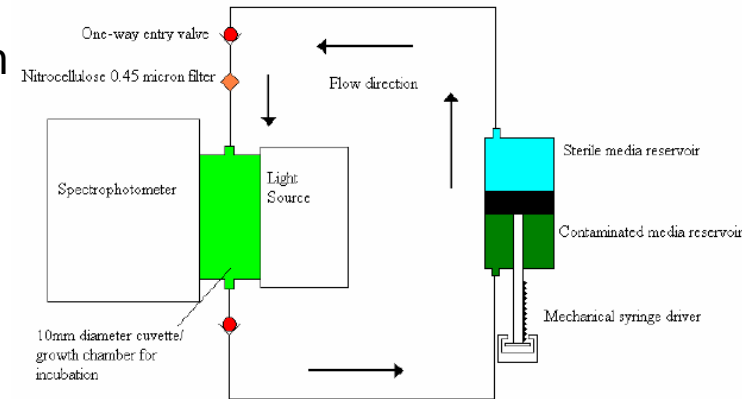 One-way entry valve
Nitrocellulose 0.45 micron filter
Flow direction
Spectrophotometer
Light
Source
Sterile media reservoir
Contaminated media reservoir
Mechanical syringe driver
10mm diameter cuvette/
growth chamber for
incubation